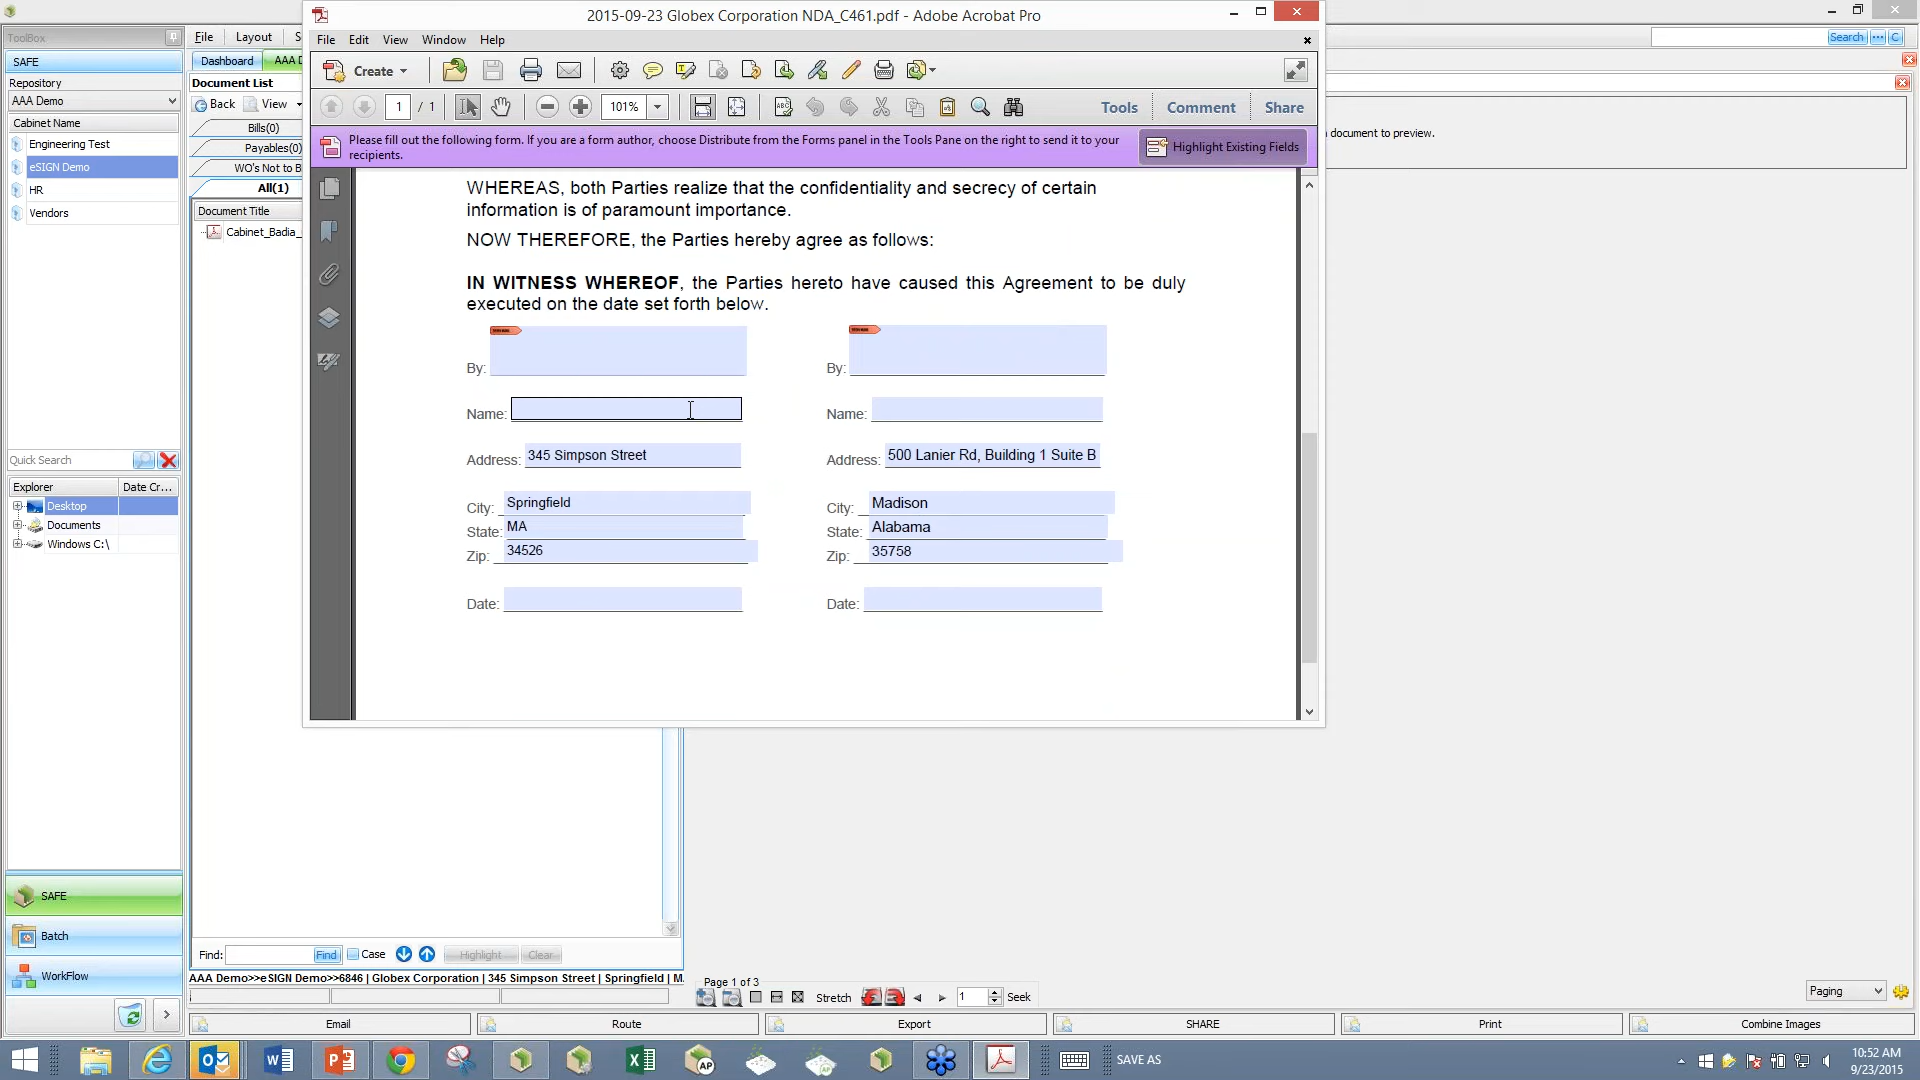 2015-09-23 Globex Corporation NDA_C461.pdf - Adobe Acrobat Pro
ToolBox
SAFE
Repository
AAA Demo
Cabinet Name
Engineering Test
eSIGN Demo
HR
Vendors
Quick Search
Explorer
Date Cr...
Desktop
Documents
Windows C:\
SAFE
Batch
WorkFlow
File Layout S
Dashboard AAA D
Document List
Back View
Bills(0)
Payables(0)
WO's Not to B
All(1)
Document Title
Cabinet_Badia_
File Edit View Window Help
Create
1 / 1 101%
Tools Comment Share
Please fill out the following form. If you are a form author, choose Distribute from the Forms panel in the Tools Pane on the right to send it to your
recipients.
Highlight Existing Fields
WHEREAS, both Parties realize that the confidentiality and secrecy of certain
information is of paramount importance.
NOW THEREFORE, the Parties hereby agree as follows:
IN WITNESS WHEREOF, the Parties hereto have caused this Agreement to be duly
executed on the date set forth below.
By: By:
Name: Name:
Address: 345 Simpson Street Address: 500 Lanier Rd, Building 1 Suite B
City: Springfield City: Madison
State: MA State: Alabama
Zip: 34526 Zip: 35758
Date: Date:
Search ... C
document to preview.
Find: Find Case Highlight Clear
AAA Demo>>eSIGN Demo>>6846 | Globex Corporation | 345 Simpson Street | Springfield | M
Page 1 of 3
Stretch 1 Seek
Paging
Email Route Export SHARE Print Combine Images
SAVE AS
10:52 AM
9/23/2015